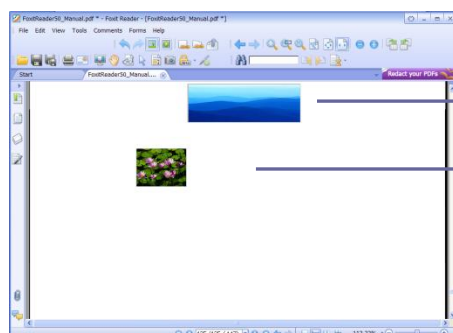 FoxitReader50_Manual.pdf * - Foxit Reader - [FoxitReader50_Manual.pdf *]
File Edit View Tools Comments Forms Help
Start FoxitReader50_Manual.... Redact your PDFs